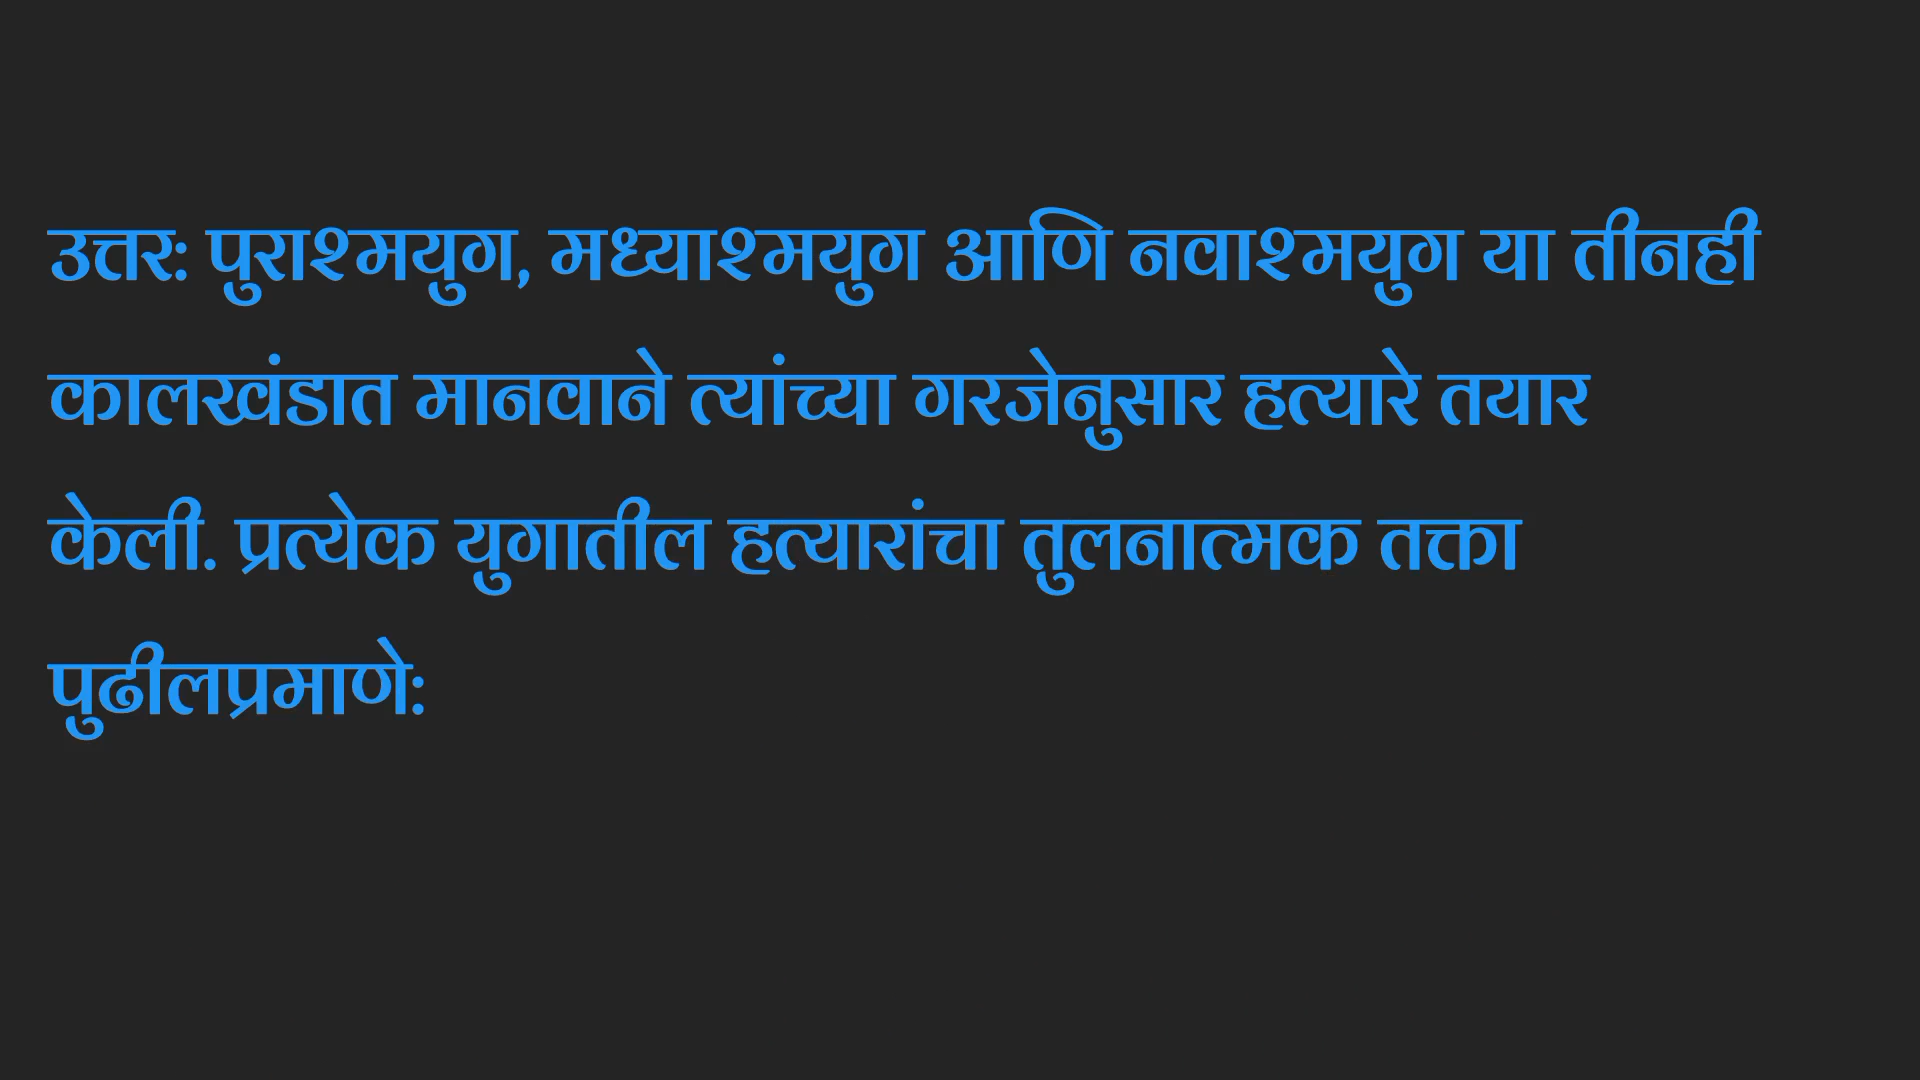 उत्तर: पुराश्मयुग, मध्याश्मयुग आणि नवाश्मयुग या तीनही
कालखंडात मानवाने त्यांच्या गरजेनुसार हत्यारे तयार
केली. प्रत्येक युगातील हत्यारांचा तुलनात्मक तक्ता
पुढीलप्रमाणे: